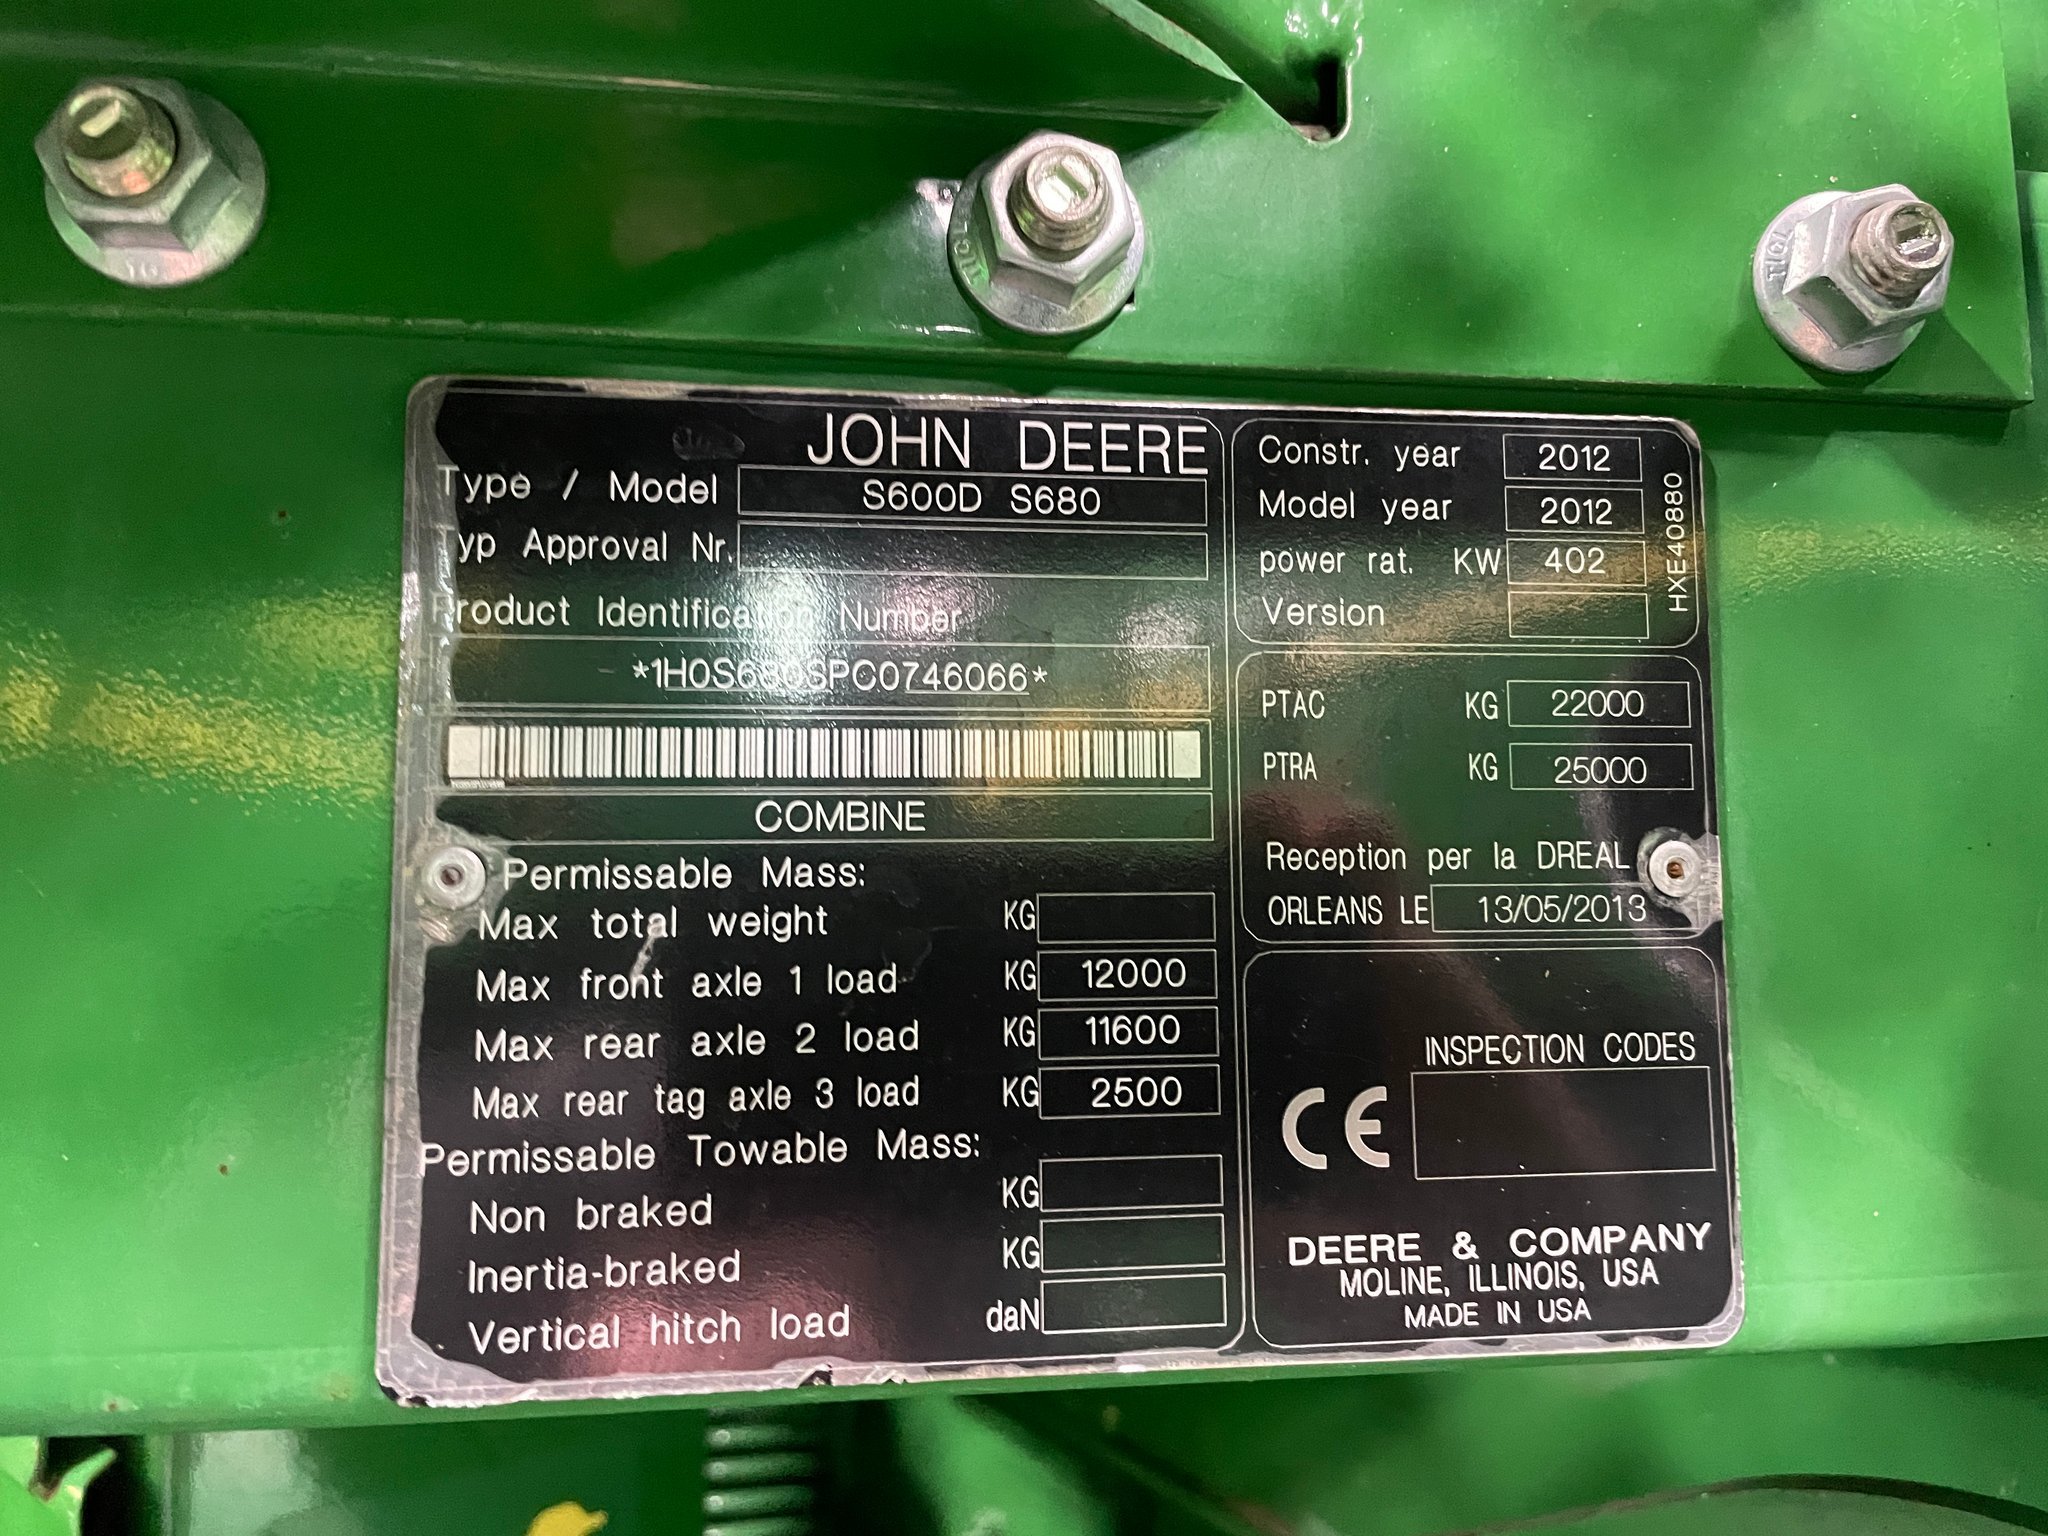 JOHN DEERE
Type / Model S600D S680
Typ Approval Nr.
Product Identification Number
*1H0S680SPC0746066*
COMBINE
Permissable Mass:
Max total weight KG
Max front axle 1 load KG 12000
Max rear axle 2 load KG 11600
Max rear tag axle 3 load KG 2500
Permissable Towable Mass:
Non braked KG
Inertia-braked KG
Vertical hitch load daN
Constr. year 2012
Model year 2012
power rat. KW 402
Version
HXE40880
PTAC KG 22000
PTRA KG 25000
Reception per la DREAL
ORLEANS LE 13/05/2013
INSPECTION CODES
CE
DEERE & COMPANY
MOLINE, ILLINOIS, USA
MADE IN USA